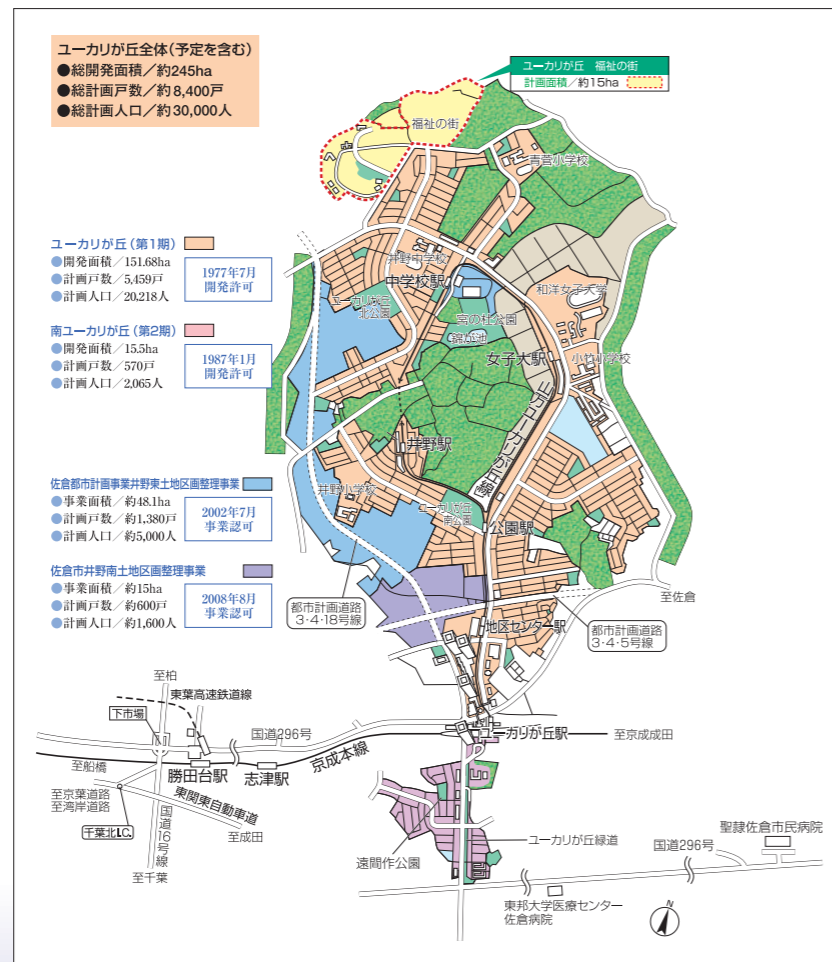 ユーカリが丘全体(予定を含む)
●総開発面積／約245ha
●総計画戸数／約8,400戸
●総計画人口／約30,000人
ユーカリが丘　福祉の街
計画面積／約15ha
福祉の街
青菅小学校
ユーカリが丘（第1期）
●開発面積／151.68ha
●計画戸数／5,459戸
●計画人口／20,218人
1977年7月
開発許可
南ユーカリが丘（第2期）
●開発面積／15.5ha
●計画戸数／570戸
●計画人口／2,065人
1987年1月
開発許可
佐倉都市計画事業井野東土地区画整理事業
●事業面積／約48.1ha
●計画戸数／約1,380戸
●計画人口／約5,000人
2002年7月
事業認可
佐倉市井野南土地区画整理事業
●事業面積／約15ha
●計画戸数／約600戸
●計画人口／約1,600人
2008年8月
事業認可
井野中学校
中学校駅
ユーカリが丘
北公園
宮の杜公園
錦が池
和洋女子大学
女子大駅
小竹小学校
山万ユーカリが丘線
井野駅
井野小学校
ユーカリが丘
南公園
公園駅
至佐倉
都市計画道路
3・4・18号線
地区センター駅
都市計画道路
3・4・5号線
至柏
東葉高速鉄道線
下市場
国道296号
ユーカリが丘駅
至京成成田
京成本線
至船橋
勝田台駅
志津駅
至京葉道路
至湾岸道路
東関東自動車道
千葉北I.C.
国道16号線
至成田
至千葉
遠間作公園
ユーカリが丘緑道
国道296号
聖隷佐倉市民病院
東邦大学医療センター
佐倉病院
N